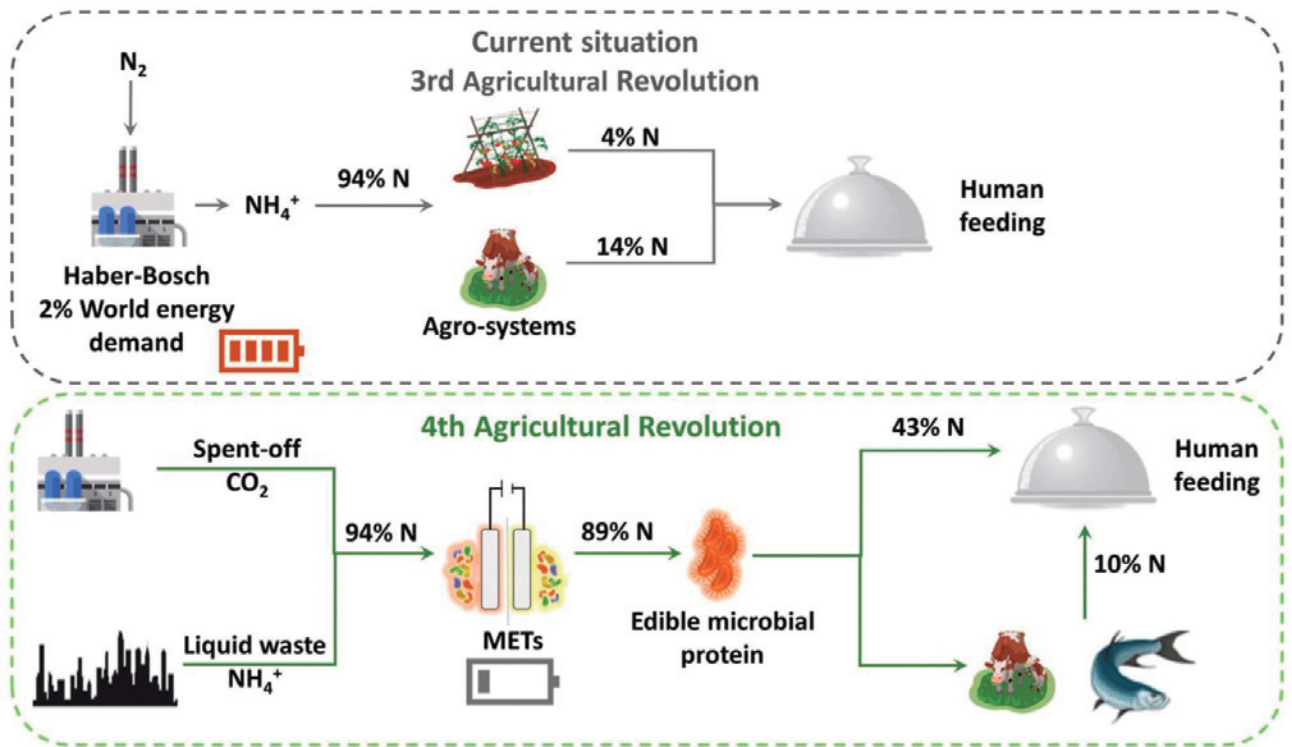 Current situation
3rd Agricultural Revolution
N₂
4% N
94% N
NH₄⁺
Human
feeding
14% N
Haber-Bosch
2% World energy
demand
Agro-systems
4th Agricultural Revolution
Spent-off
CO₂
43% N
Human
feeding
94% N
89% N
10% N
Edible microbial
protein
METs
Liquid waste
NH₄⁺